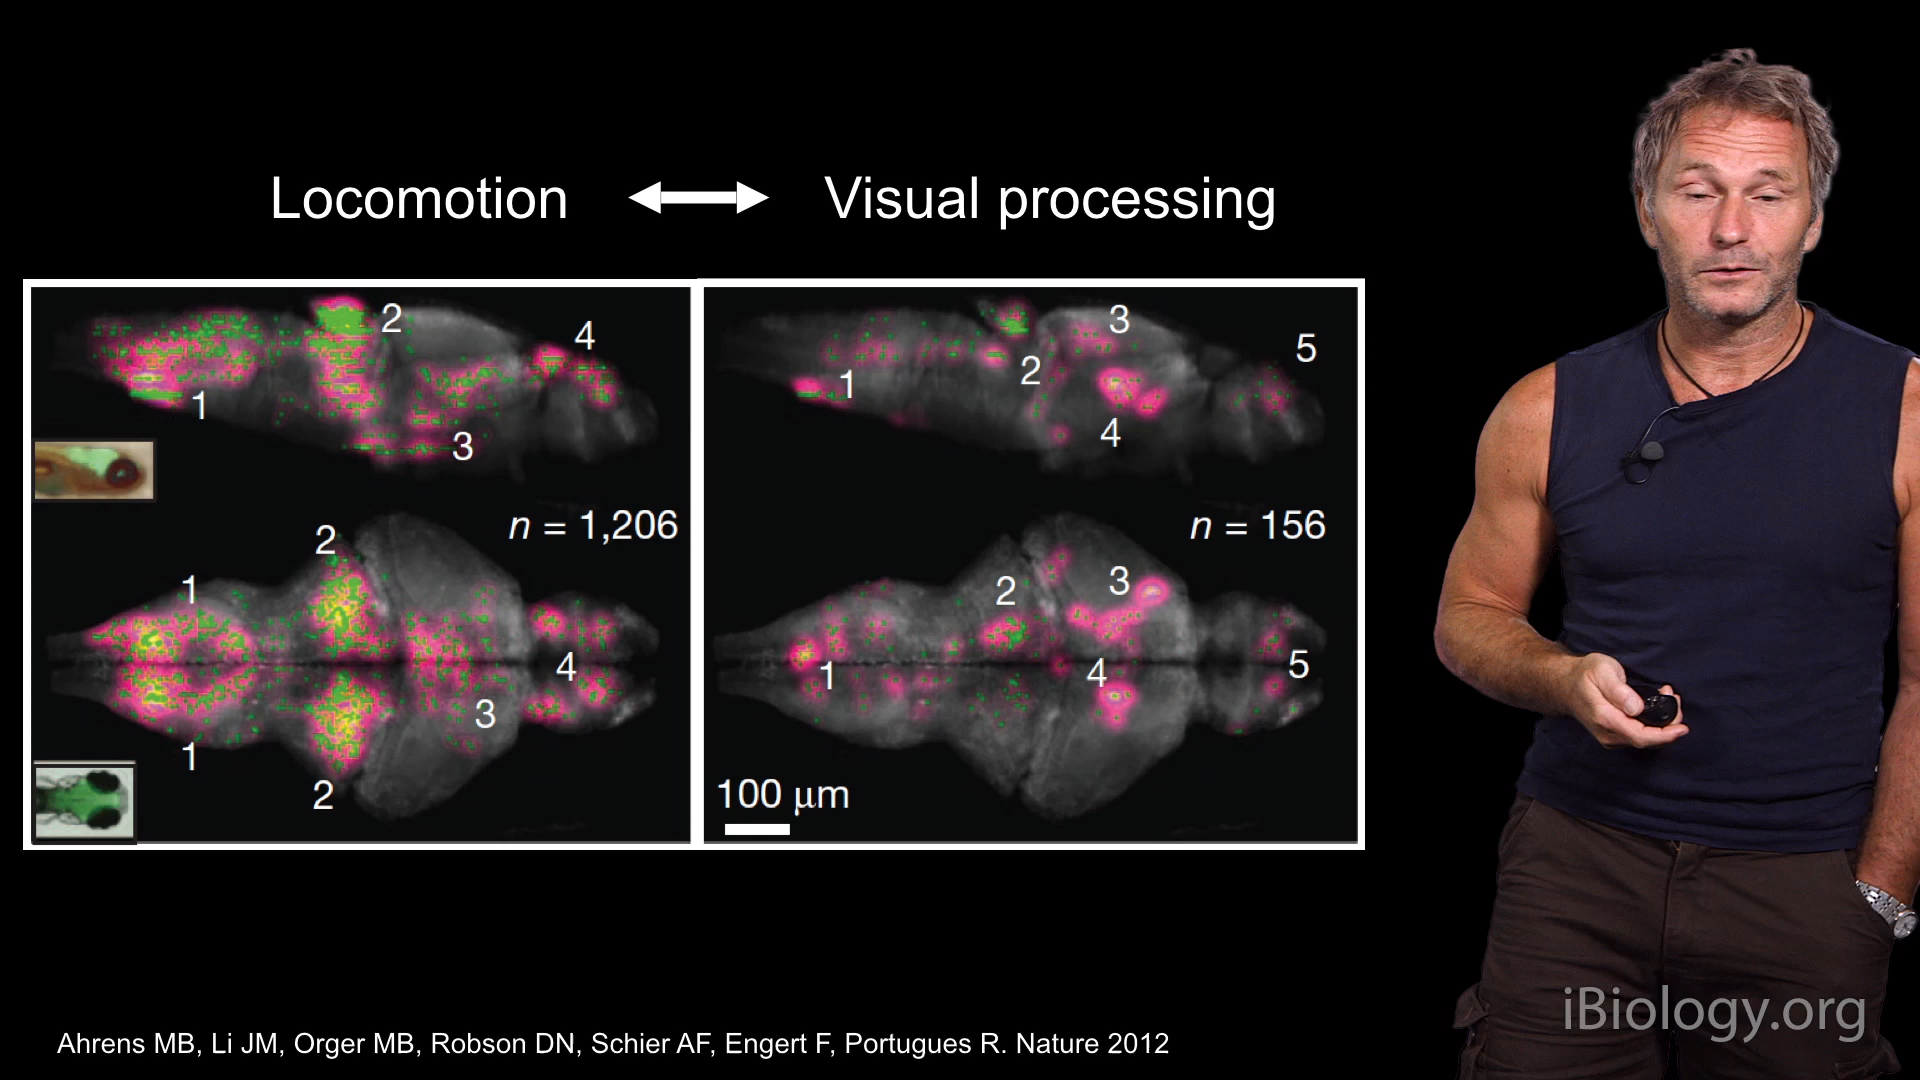 Locomotion
Visual processing
2
4
1
3
3
5
2
1
4
n = 1,206
n = 156
2
1
4
3
1
2
2
3
4
5
1
100 μm
Ahrens MB, Li JM, Orger MB, Robson DN, Schier AF, Engert F, Portugues R. Nature 2012
iBiology.org